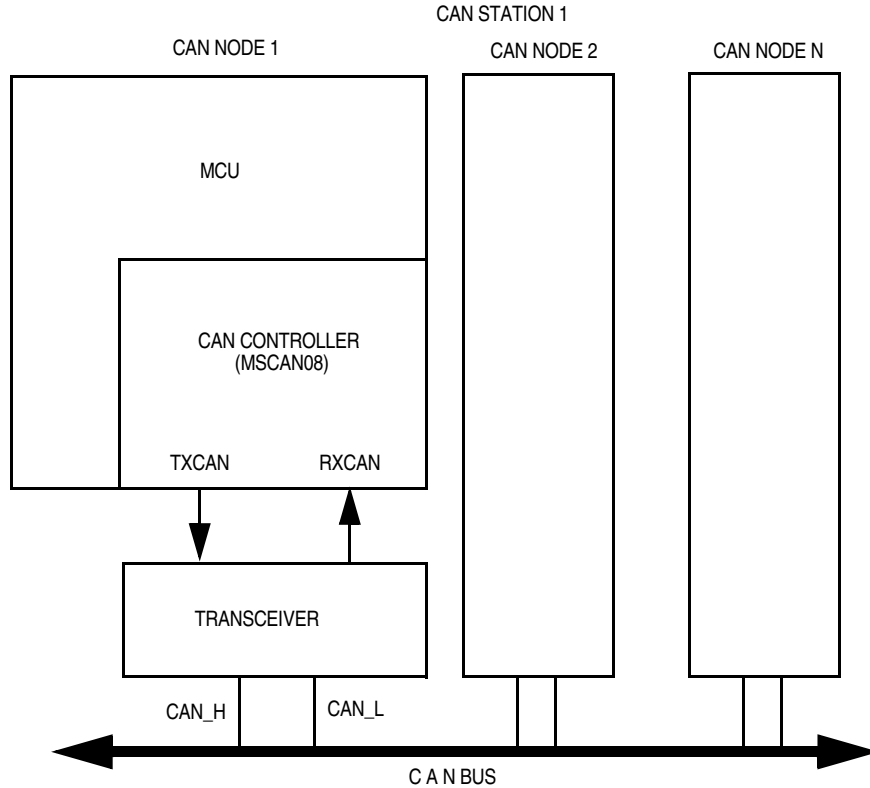 CAN STATION 1
CAN NODE 1
CAN NODE 2
CAN NODE N
MCU
CAN CONTROLLER
(MSCAN08)
TXCAN
RXCAN
TRANSCEIVER
CAN_H
CAN_L
C A N BUS